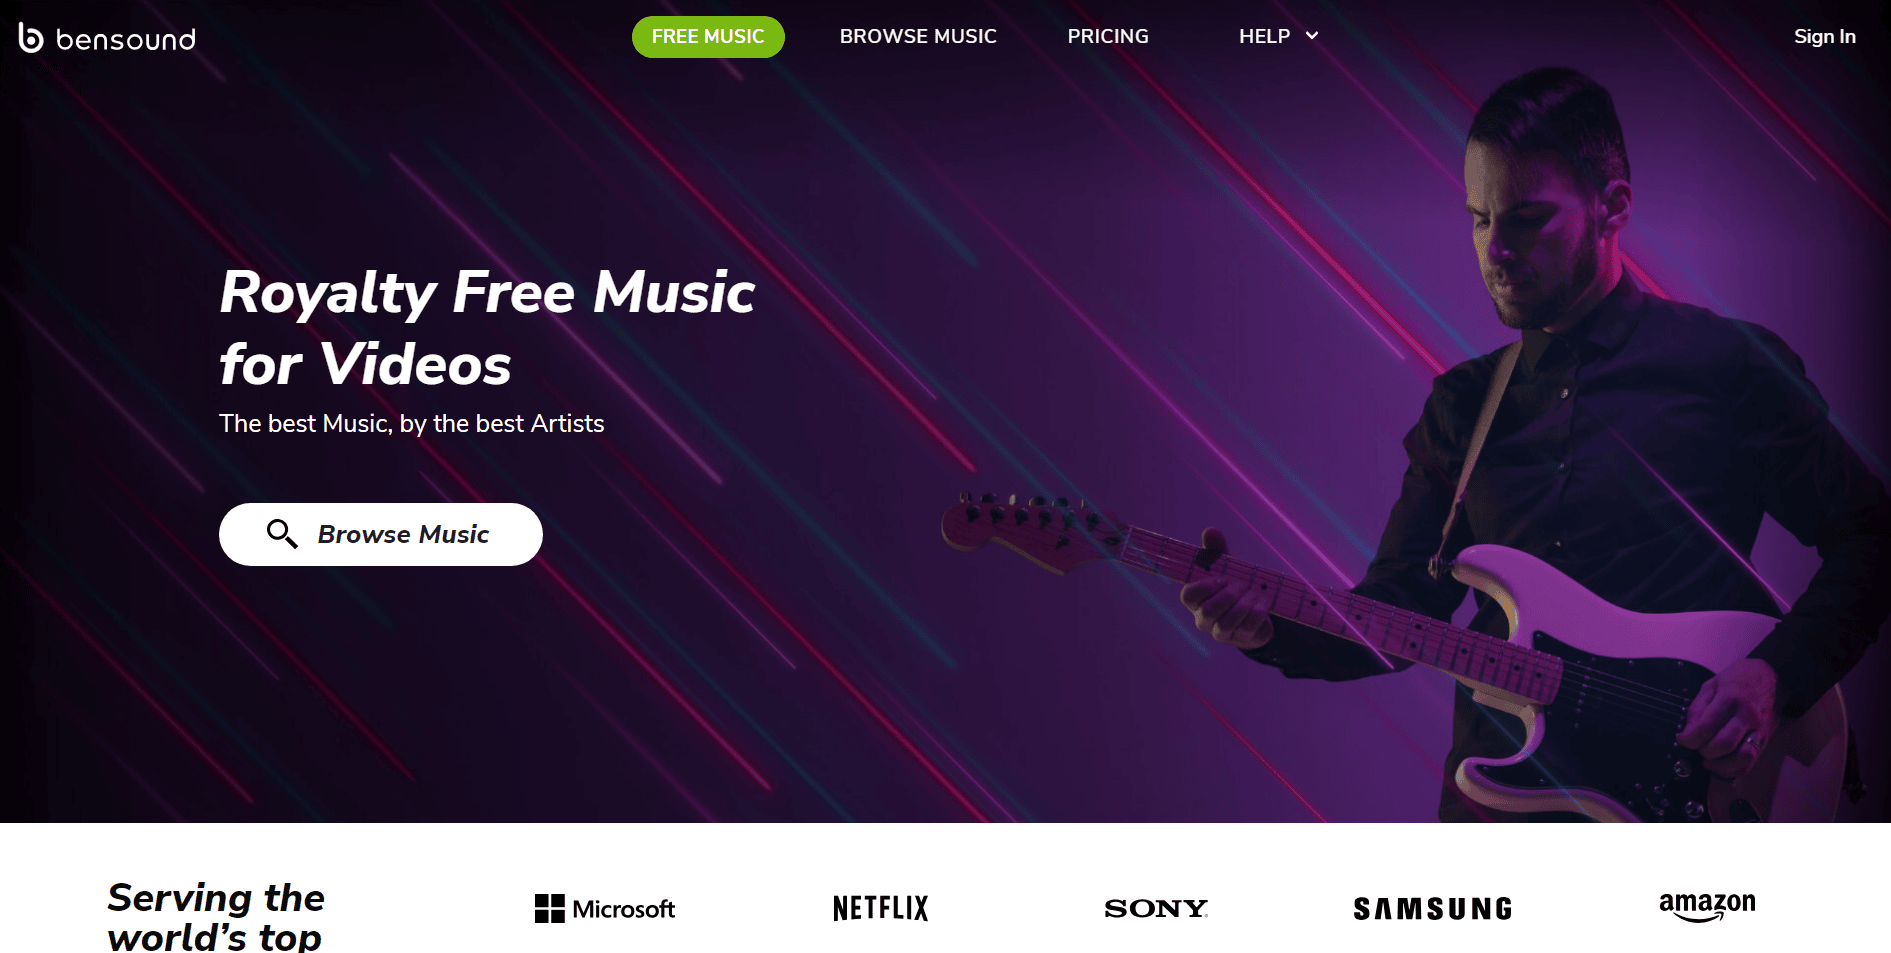 bensound
FREE MUSIC
BROWSE MUSIC
PRICING
HELP
Sign In
Royalty Free Music
for Videos
The best Music, by the best Artists
Browse Music
Serving the
world's top
Microsoft
NETFLIX
SONY
SAMSUNG
amazon